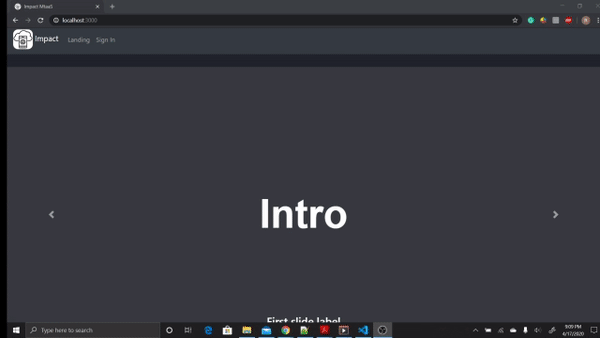 Impact MhaaS
localhost:3000
Impact Landing Sign In
Intro
First slide label
Type here to search
9:09 PM
6/17/2020